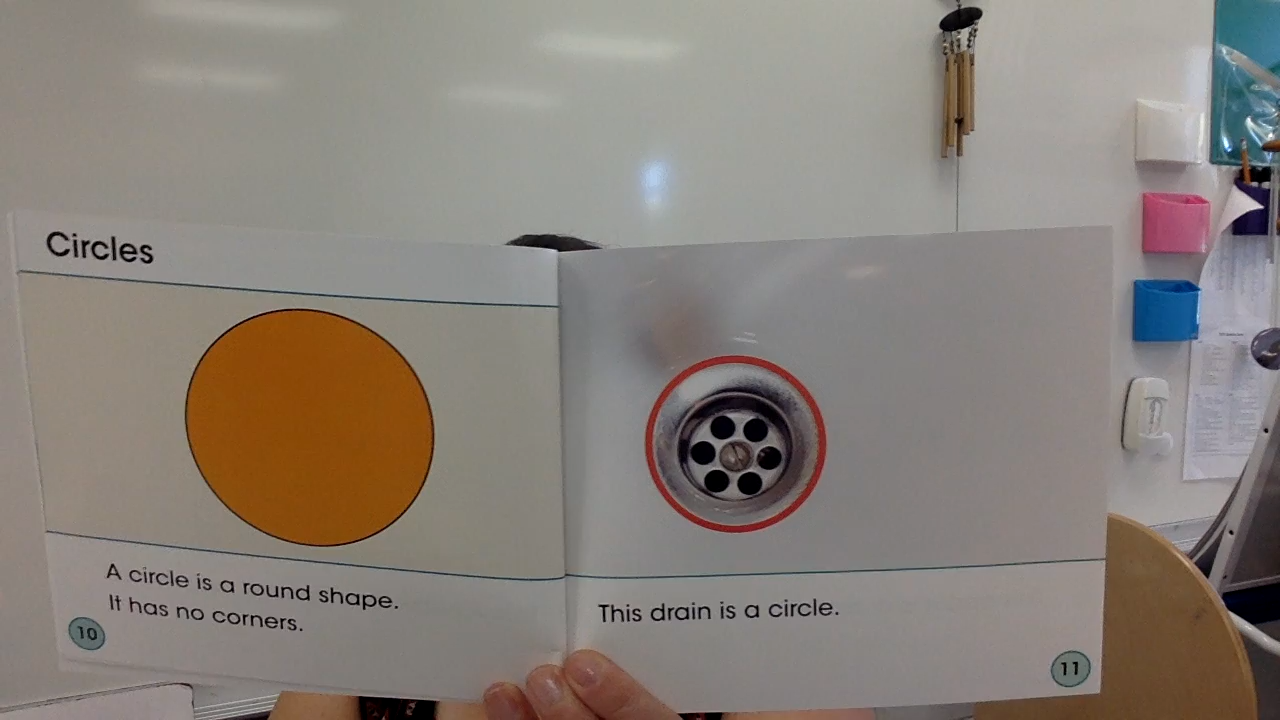 Circles
A circle is a round shape.
It has no corners.
10
This drain is a circle.
11